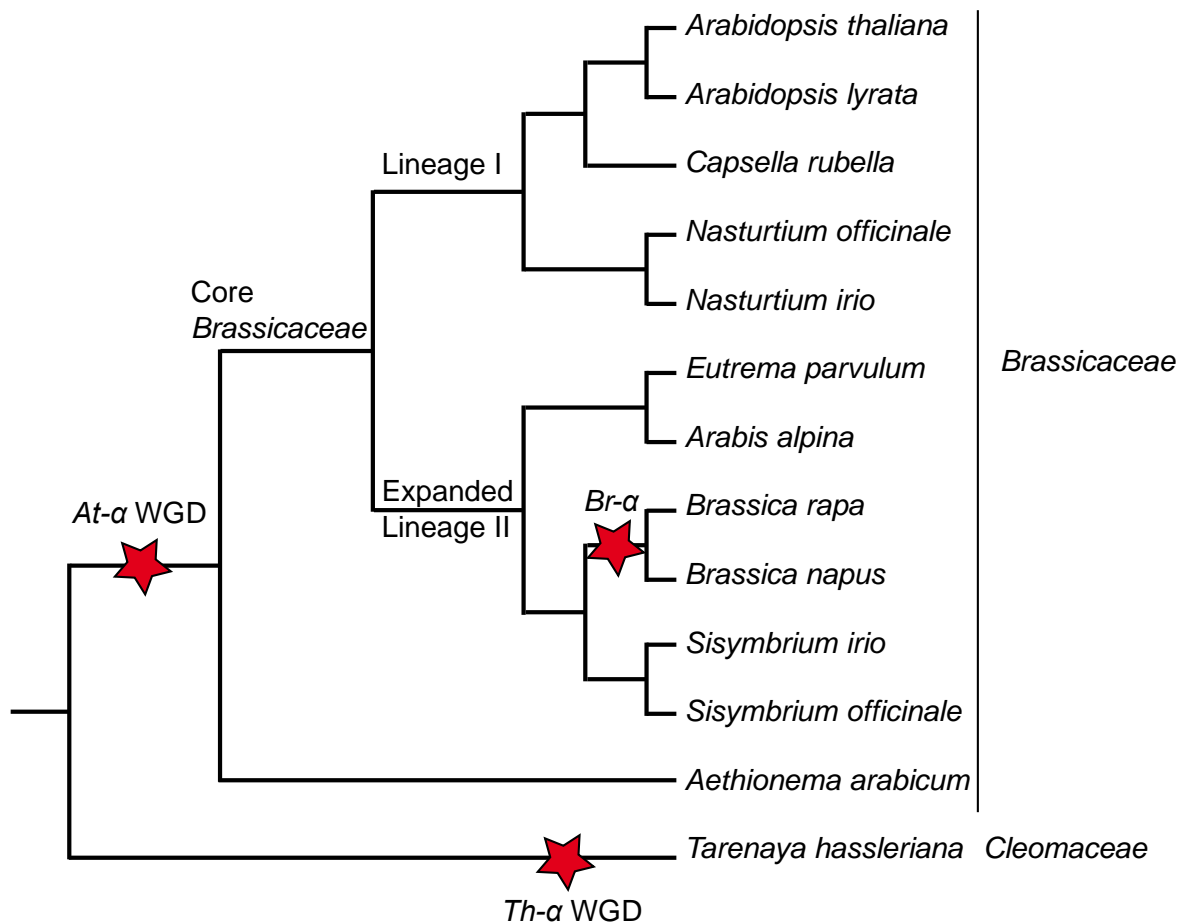 Arabidopsis thaliana
Arabidopsis lyrata
Lineage I
Capsella rubella
Nasturtium officinale
Core
Brassicaceae
Nasturtium irio
Brassicaceae
Eutrema parvulum
Arabis alpina
Expanded
Lineage II
At-α WGD
Br-α
Brassica rapa
Brassica napus
Sisymbrium irio
Sisymbrium officinale
Aethionema arabicum
Tarenaya hassleriana Cleomaceae
Th-α WGD